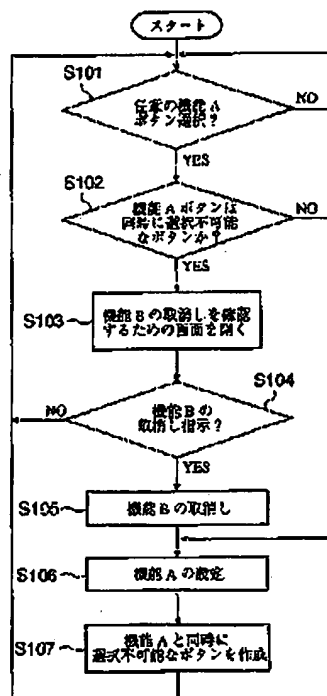 スタート
S101
任意の機能A
ボタン選択?
NO
YES
S102
機能Aボタンは
同時に選択不可能
なボタンか?
NO
YES
S103
機能Bの取消しを確認
するための画面を開く
S104
NO
機能Bの
取消し指示?
YES
S105
機能Bの取消し
S106
機能Aの設定
S107
機能Aと同時に
選択不可能なボタンを作成